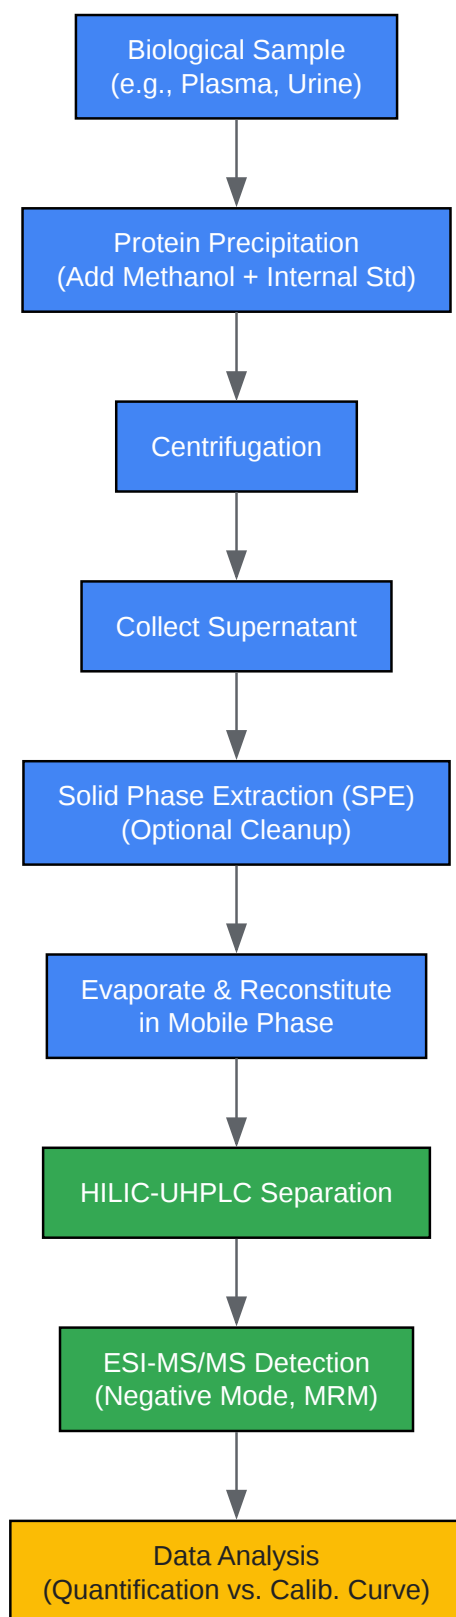 Biological Sample
(e.g., Plasma, Urine)
Protein Precipitation
(Add Methanol + Internal Std)
Centrifugation
Collect Supernatant
Solid Phase Extraction (SPE)
(Optional Cleanup)
Evaporate & Reconstitute
in Mobile Phase
HILIC-UHPLC Separation
ESI-MS/MS Detection
(Negative Mode, MRM)
Data Analysis
(Quantification vs. Calib. Curve)